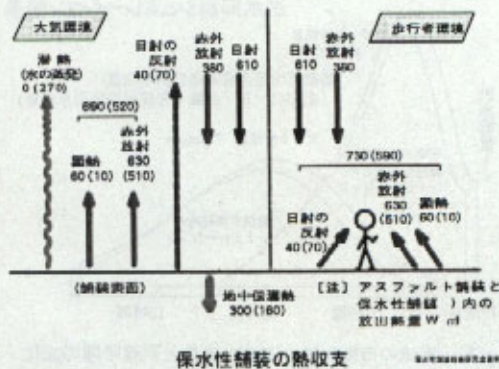 大気環境
歩行者環境
潜熱
(水の蒸発)
0(270)
690(520)
顕熱
60(10)
赤外
放射
630
(510)
日射の
反射
40(70)
赤外
放射
360
日射
610
日射
610
赤外
放射
360
730(590)
日射の
反射
40(70)
赤外
放射
630
(510)
顕熱
60(10)
(舗装表面)
地中伝導熱
300(160)
[注] アスファルト舗装と
保水性舗装( )内の
放出熱量W/㎡
保水性舗装の熱収支